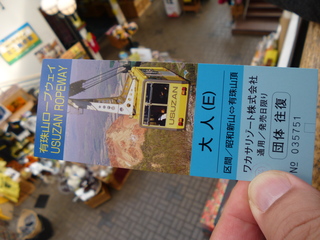 有珠山ロープウェイ
USUZAN ROPEWAY
USUZAN
大人(E)
区間/昭和新山⇔有珠山頂
ワカサリゾート株式会社
通用/発売日限り
団体 往復
No 035751